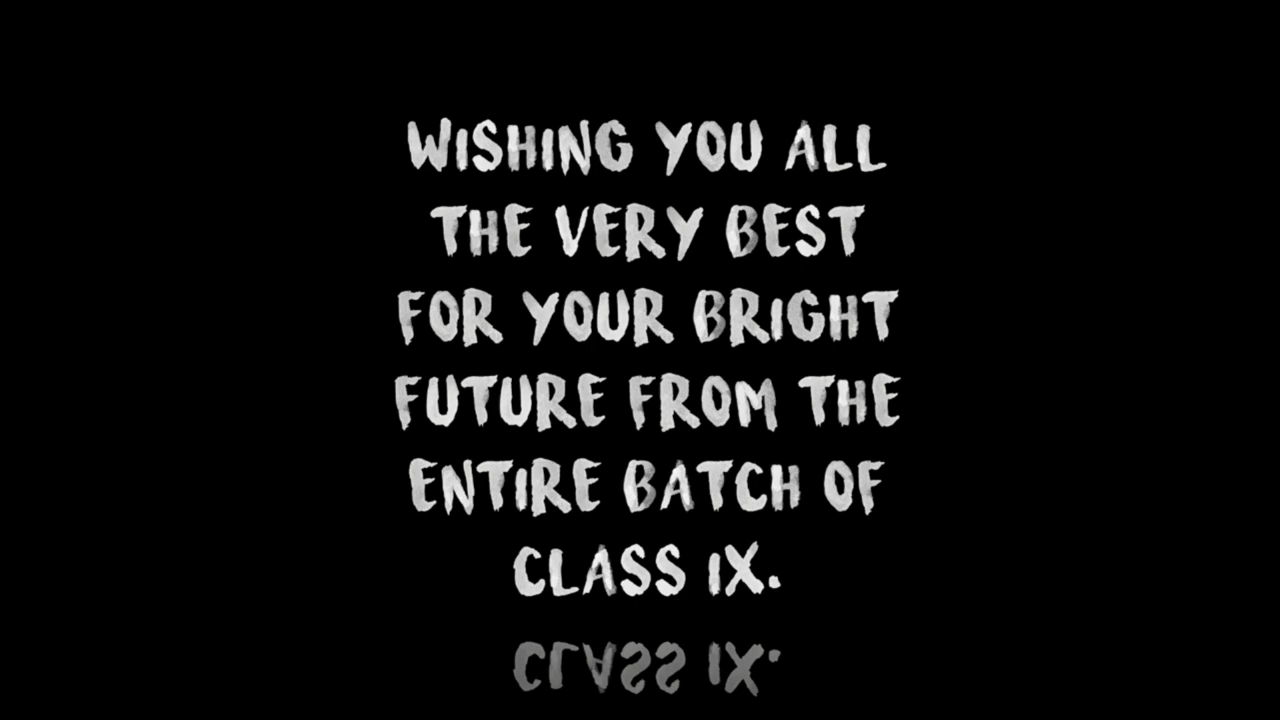 WISHING YOU ALL
THE VERY BEST
FOR YOUR BRIGHT
FUTURE FROM THE
ENTIRE BATCH OF
CLASS IX.